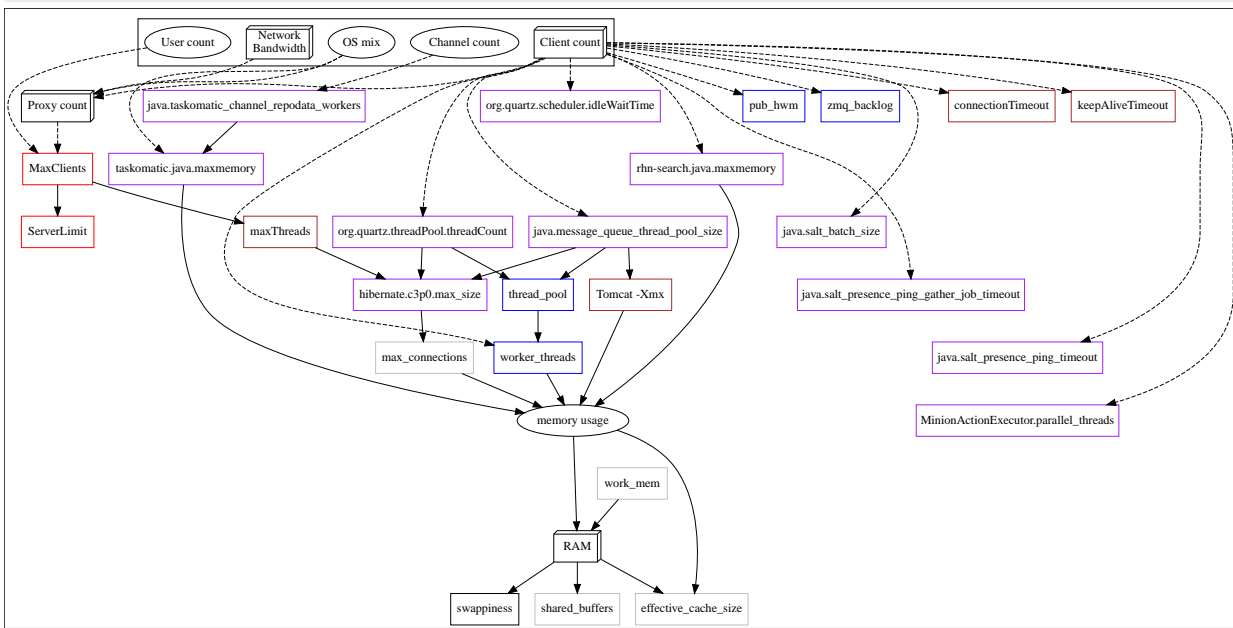 User count
Network
Bandwidth
OS mix
Channel count
Client count
Proxy count
java.taskomatic_channel_repodata_workers
org.quartz.scheduler.idleWaitTime
pub_hwm
zmq_backlog
connectionTimeout
keepAliveTimeout
MaxClients
taskomatic.java.maxmemory
rhn-search.java.maxmemory
ServerLimit
maxThreads
org.quartz.threadPool.threadCount
java.message_queue_thread_pool_size
java.salt_batch_size
hibernate.c3p0.max_size
thread_pool
Tomcat -Xmx
java.salt_presence_ping_gather_job_timeout
max_connections
worker_threads
java.salt_presence_ping_timeout
memory usage
MinionActionExecutor.parallel_threads
work_mem
RAM
swappiness
shared_buffers
effective_cache_size